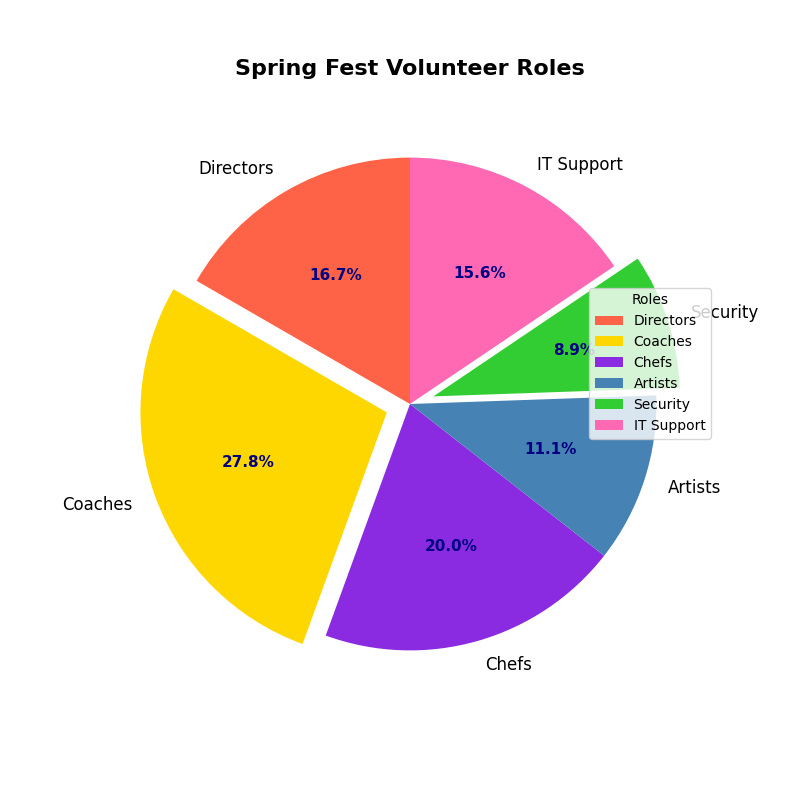 Spring Fest Volunteer Roles
Directors
IT Support
16.7%
15.6%
Security
8.9%
Roles
Directors
Coaches
Chefs
Artists
Security
IT Support
27.8%
11.1%
Coaches
Artists
20.0%
Chefs